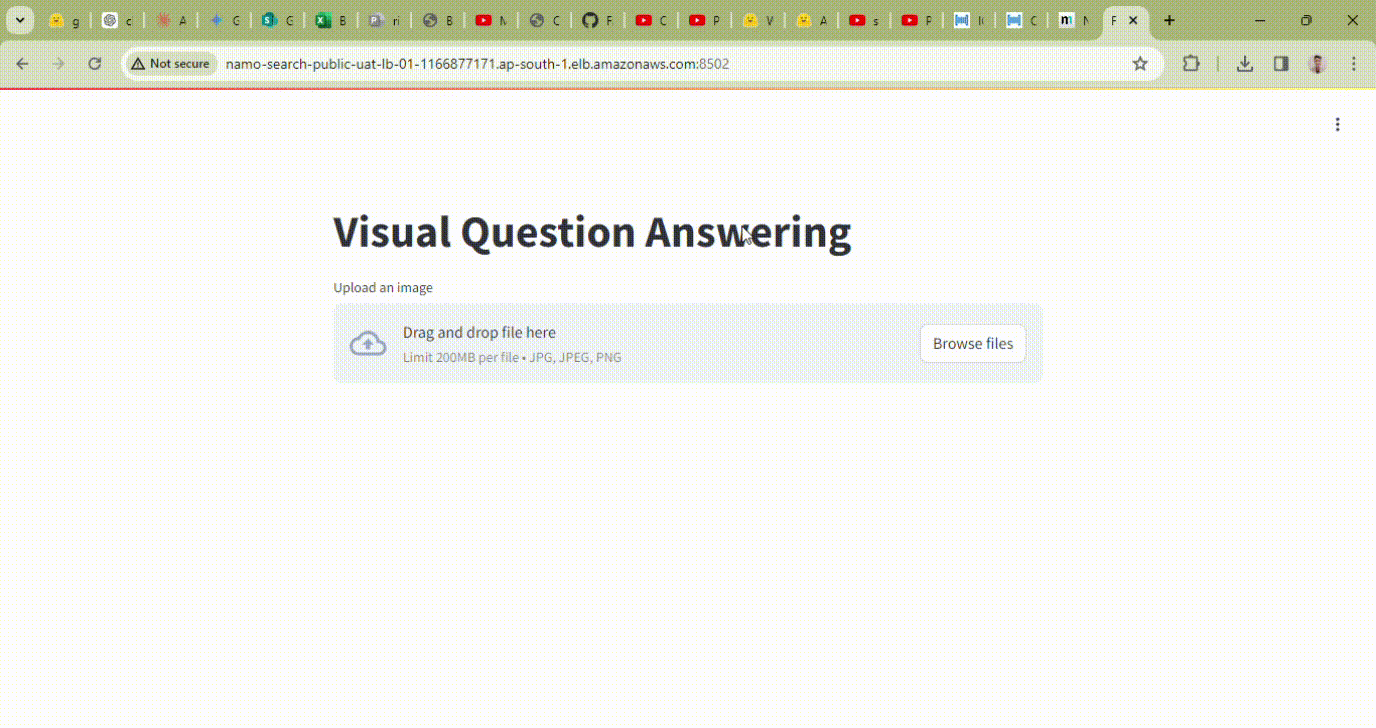 g
c
A
G
G
B
ri
B
C
F
C
P
V
A
s
F
C
F
Not secure
namo-search-public-uat-lb-01-1166877171.ap-south-1.elb.amazonaws.com:8502
Visual Question Answering
Upload an image
Drag and drop file here
Limit 200MB per file • JPG, JPEG, PNG
Browse files